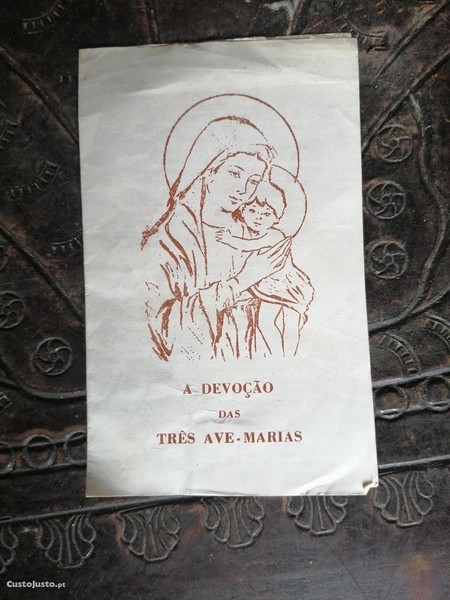 A DEVOÇÃO
DAS
TRÊS AVE-MARIAS
CustoJusto.pt